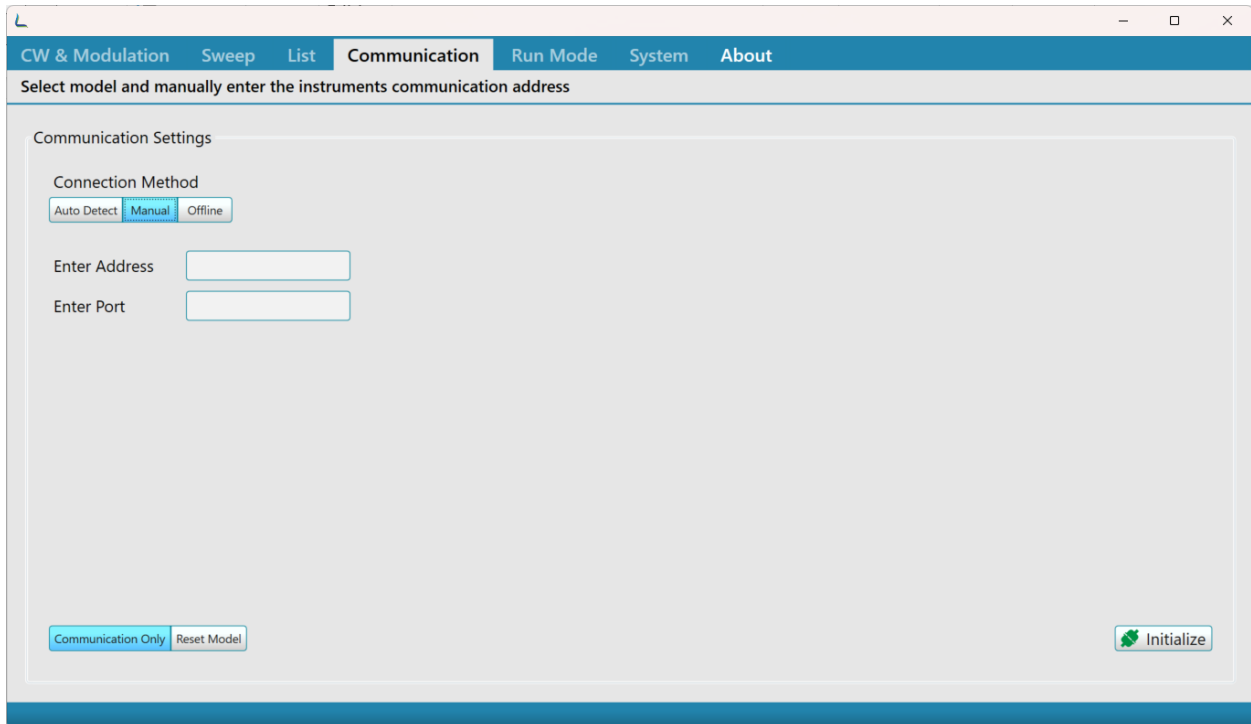 CW & Modulation Sweep List Communication Run Mode System About
Select model and manually enter the instruments communication address
Communication Settings
Connection Method
Auto Detect Manual Offline
Enter Address
Enter Port
Communication Only Reset Model Initialize